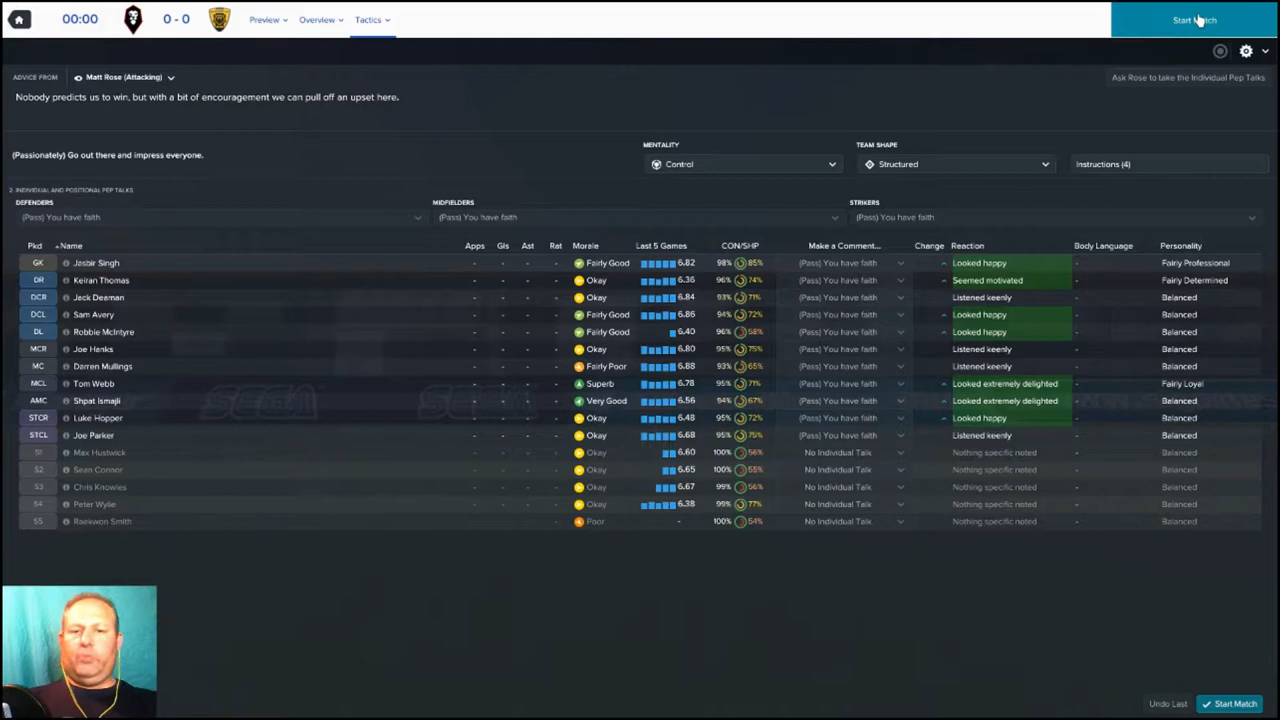 00:00 0 - 0 Preview Overview Tactics Start Match
ADVICE FROM Matt Rose (Attacking) Ask Rose to take the Individual Pep Talks
Nobody predicts us to win, but with a bit of encouragement we can pull off an upset here.
MENTALITY TEAM SHAPE
(Passionately) Go out there and impress everyone. Control Structured Instructions (4)
2. INDIVIDUAL AND POSITIONAL PEP TALKS
DEFENDERS MIDFIELDERS STRIKERS
(Pass) You have faith (Pass) You have faith (Pass) You have faith
Pkd Name Apps Gls Ast Rat Morale Last 5 Games CON/SHP Make a Comment... Change Reaction Body Language Personality
GK Jasbir Singh - - - - Fairly Good 6.82 98% 85% (Pass) You have faith Looked happy - Fairly Professional
DR Keiran Thomas - - - - Okay 6.36 96% 74% (Pass) You have faith Seemed motivated - Fairly Determined
DCR Jack Deaman - - - - Okay 6.84 93% 71% (Pass) You have faith Listened keenly - Balanced
DCL Sam Avery - - - - Fairly Good 6.86 94% 72% (Pass) You have faith Looked happy - Balanced
DL Robbie McIntyre - - - - Fairly Good 6.40 96% 58% (Pass) You have faith Looked happy - Balanced
MCR Joe Hanks - - - - Okay 6.80 95% 75% (Pass) You have faith Listened keenly - Balanced
MC Darren Mullings - - - - Fairly Poor 6.88 93% 65% (Pass) You have faith Listened keenly - Balanced
MCL Tom Webb - - - - Superb 6.78 95% 71% (Pass) You have faith Looked extremely delighted - Fairly Loyal
AMC Shpat Ismajli - - - - Very Good 6.56 94% 67% (Pass) You have faith Looked extremely delighted - Balanced
STCR Luke Hopper - - - - Okay 6.48 95% 72% (Pass) You have faith Looked happy - Balanced
STCL Joe Parker - - - - Okay 6.68 95% 75% (Pass) You have faith Listened keenly - Balanced
S1 Max Hustwick - - - - Okay 6.60 100% 56% No Individual Talk Nothing specific noted - Balanced
S2 Sean Connor - - - - Okay 6.65 100% 55% No Individual Talk Nothing specific noted - Balanced
S3 Chris Knowles - - - - Okay 6.67 99% 56% No Individual Talk Nothing specific noted - Balanced
S4 Peter Wylie - - - - Okay 6.38 99% 77% No Individual Talk Nothing specific noted - Balanced
S5 Raekwon Smith - - - - Poor - 100% 54% No Individual Talk Nothing specific noted - Balanced
SEGA SEGA
Undo Last Start Match